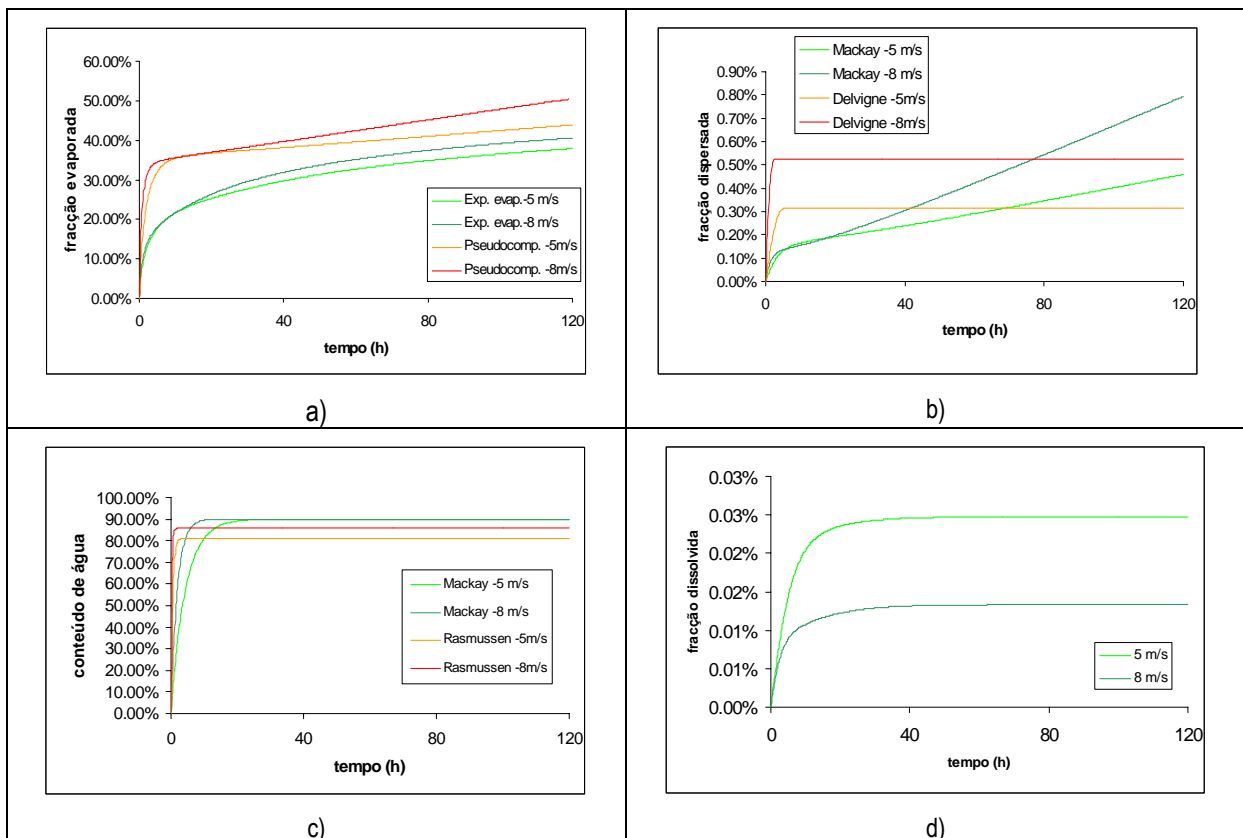 60.00%
50.00%
40.00%
30.00%
20.00%
10.00%
0.00%
fracção evaporada
Exp. evap.-5 m/s
Exp. evap.-8 m/s
Pseudocomp. -5m/s
Pseudocomp. -8m/s
0 40 80 120
tempo (h)
a)
Mackay -5 m/s
Mackay -8 m/s
Delvigne -5m/s
Delvigne -8m/s
0.90%
0.80%
0.70%
0.60%
0.50%
0.40%
0.30%
0.20%
0.10%
0.00%
fracção dispersada
0 40 80 120
tempo (h)
b)
100.00%
90.00%
80.00%
70.00%
60.00%
50.00%
40.00%
30.00%
20.00%
10.00%
0.00%
conteúdo de água
Mackay -5 m/s
Mackay -8 m/s
Rasmussen -5m/s
Rasmussen -8m/s
0 40 80 120
tempo (h)
c)
0.03%
0.03%
0.02%
0.02%
0.01%
0.01%
0.00%
fracção dissolvida
5 m/s
8 m/s
0 40 80 120
tempo (h)
d)